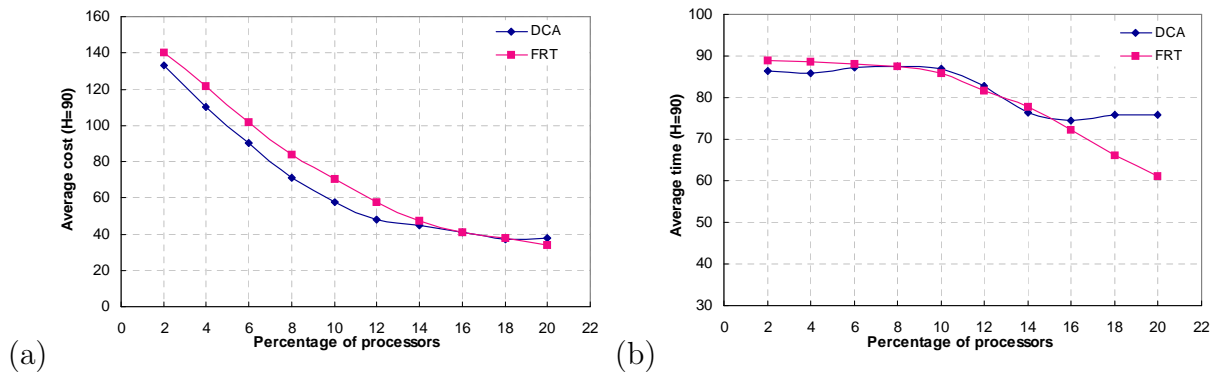 160
140
120
100
80
60
40
20
0
Average cost (H=90)
DCA
FRT
0 2 4 6 8 10 12 14 16 18 20 22
Percentage of processors
(a)
100
90
80
70
60
50
40
30
Average time (H=90)
DCA
FRT
0 2 4 6 8 10 12 14 16 18 20 22
Percentage of processors
(b)